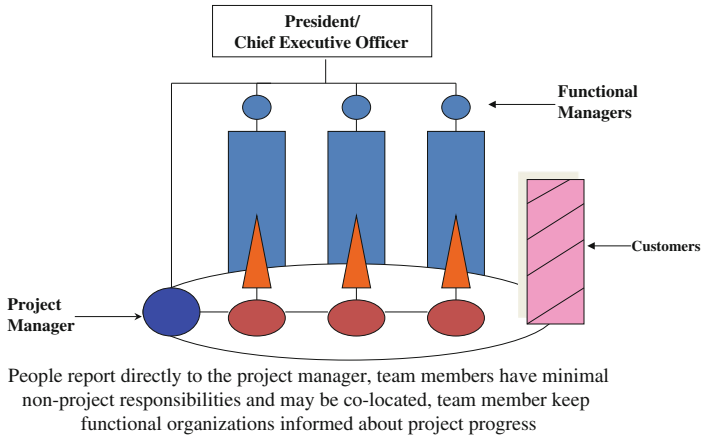 President/
Chief Executive Officer
Functional
Managers
Customers
Project
Manager
People report directly to the project manager, team members have minimal
non-project responsibilities and may be co-located, team member keep
functional organizations informed about project progress